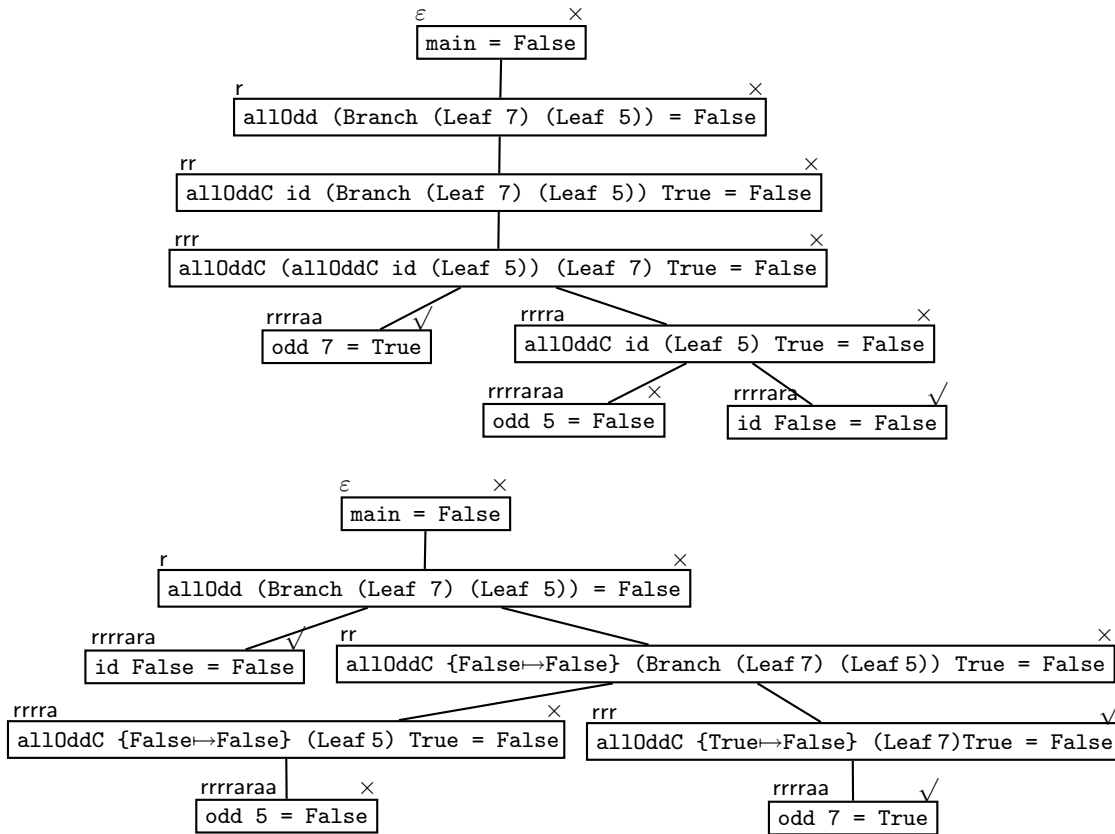 ε ×
main = False
r ×
allOdd (Branch (Leaf 7) (Leaf 5)) = False
rr ×
allOddC id (Branch (Leaf 7) (Leaf 5)) True = False
rrr ×
allOddC (allOddC id (Leaf 5)) (Leaf 7) True = False
rrrraa √ rrrra ×
odd 7 = True allOddC id (Leaf 5) True = False
rrrraraa × rrrrara √
odd 5 = False id False = False
ε ×
main = False
r ×
allOdd (Branch (Leaf 7) (Leaf 5)) = False
rrrrara √ rr ×
id False = False allOddC {False↦False} (Branch (Leaf 7) (Leaf 5)) True = False
rrrra × rrr √
allOddC {False↦False} (Leaf 5) True = False allOddC {True↦False} (Leaf 7)True = False
rrrraraa × rrrraa √
odd 5 = False odd 7 = True